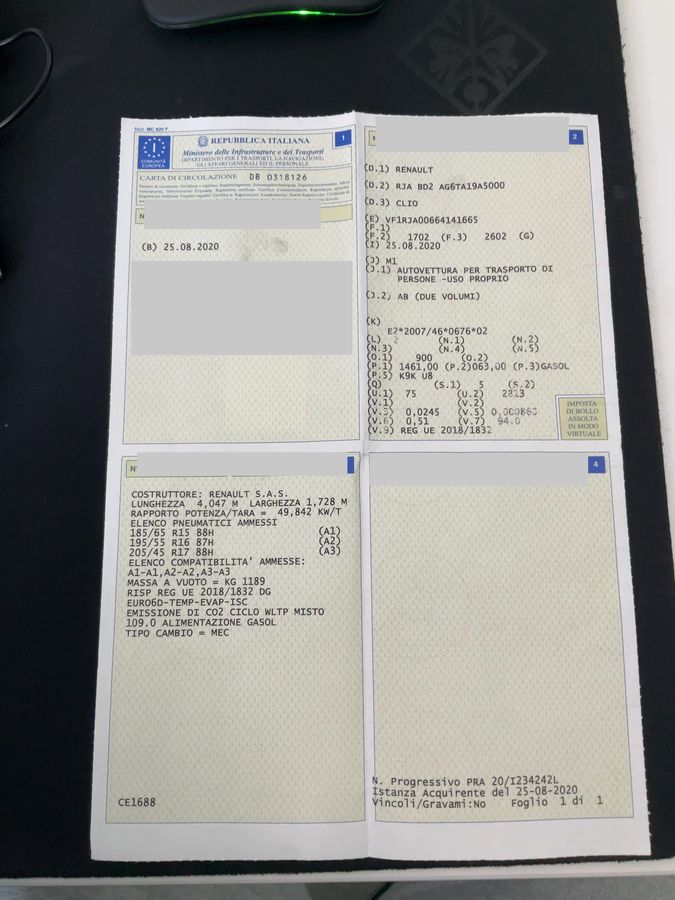 Mod. MC 820 F
REPUBBLICA ITALIANA
1
COMUNITÀ
EUROPEA
Ministero delle Infrastrutture e dei Trasporti
DIPARTIMENTO PER I TRASPORTI, LA NAVIGAZIONE,
GLI AFFARI GENERALI ED IL PERSONALE
CARTA DI CIRCOLAZIONE DB 0318126
N
(B) 25.08.2020
2
(D.1) RENAULT
(D.2) RJA BD2 AG6TA19A5000
(D.3) CLIO
(E) VF1RJA00664141665
(F.1)
(F.2) 1702 (F.3) 2602 (G)
(I) 25.08.2020
(J) M1
(J.1) AUTOVETTURA PER TRASPORTO DI
PERSONE -USO PROPRIO
(J.2) AB (DUE VOLUMI)
(K)
E2*2007/46*0676*02
(L) 2 (N.1) (N.2)
(N.3) (N.4) (N.5)
(O.1) 900 (O.2)
(P.1) 1461,00 (P.2)063,00 (P.3)GASOL
(P.5) K9K U8
(Q) (S.1) 5 (S.2)
(U.1) 75 (U.2) 2813
(V.1) (V.2)
(V.3) 0,0245 (V.5) 0,000860
(V.6) 0,51 (V.7) 94,0
(V.9) REG UE 2018/1832
IMPOSTA
DI BOLLO
ASSOLTA
IN MODO
VIRTUALE
N°
COSTRUTTORE: RENAULT S.A.S.
LUNGHEZZA 4,047 M LARGHEZZA 1,728 M
RAPPORTO POTENZA/TARA = 49,842 KW/T
ELENCO PNEUMATICI AMMESSI
185/65 R15 88H (A1)
195/55 R16 87H (A2)
205/45 R17 88H (A3)
ELENCO COMPATIBILITA' AMMESSE:
A1-A1,A2-A2,A3-A3
MASSA A VUOTO = KG 1189
RISP REG UE 2018/1832 DG
EURO6D-TEMP-EVAP-ISC
EMISSIONE DI CO2 CICLO WLTP MISTO
109.0 ALIMENTAZIONE GASOL
TIPO CAMBIO = MEC
CE1688
4
N. Progressivo PRA 20/I234242L
Istanza Acquirente del 25-08-2020
Vincoli/Gravami:No Foglio 1 di 1